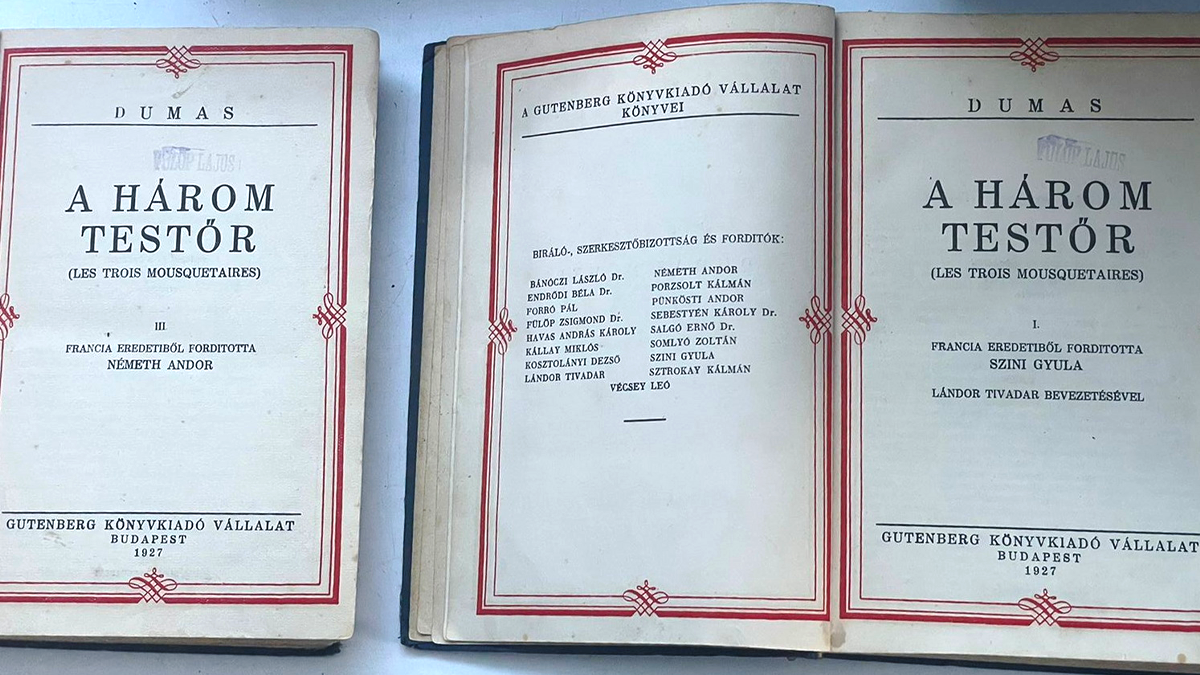 DUMAS
FÜLÖP LAJOS
A HÁROM
TESTŐR
(LES TROIS MOUSQUETAIRES)
III.
FRANCIA EREDETIBŐL FORDITOTTA
NÉMETH ANDOR
GUTENBERG KÖNYVKIADÓ VÁLLALAT
BUDAPEST
1927
A GUTENBERG KÖNYVKIADÓ VÁLLALAT
KÖNYVEI
BIRÁLÓ-, SZERKESZTŐBIZOTTSÁG ÉS FORDITÓK:
BÁNÓCZI LÁSZLÓ Dr.
ENDRŐDI BÉLA Dr.
FORRÓ PÁL
FÜLÖP ZSIGMOND Dr.
HAVAS ANDRÁS KÁROLY
KÁLLAY MIKLÓS
KOSZTOLÁNYI DEZSŐ
LÁNDOR TIVADAR
NÉMETH ANDOR
PORZSOLT KÁLMÁN
PÜNKÖSTI ANDOR
SEBESTYÉN KÁROLY Dr.
SALGÓ ERNŐ Dr.
SOMLYÓ ZOLTÁN
SZINI GYULA
SZTROKAY KÁLMÁN
VÉCSEY LEÓ
DUMAS
FÜLÖP LAJOS
A HÁROM
TESTŐR
(LES TROIS MOUSQUETAIRES)
I.
FRANCIA EREDETIBŐL FORDITOTTA
SZINI GYULA
LÁNDOR TIVADAR BEVEZETÉSÉVEL
GUTENBERG KÖNYVKIADÓ VÁLLALAT
BUDAPEST
1927